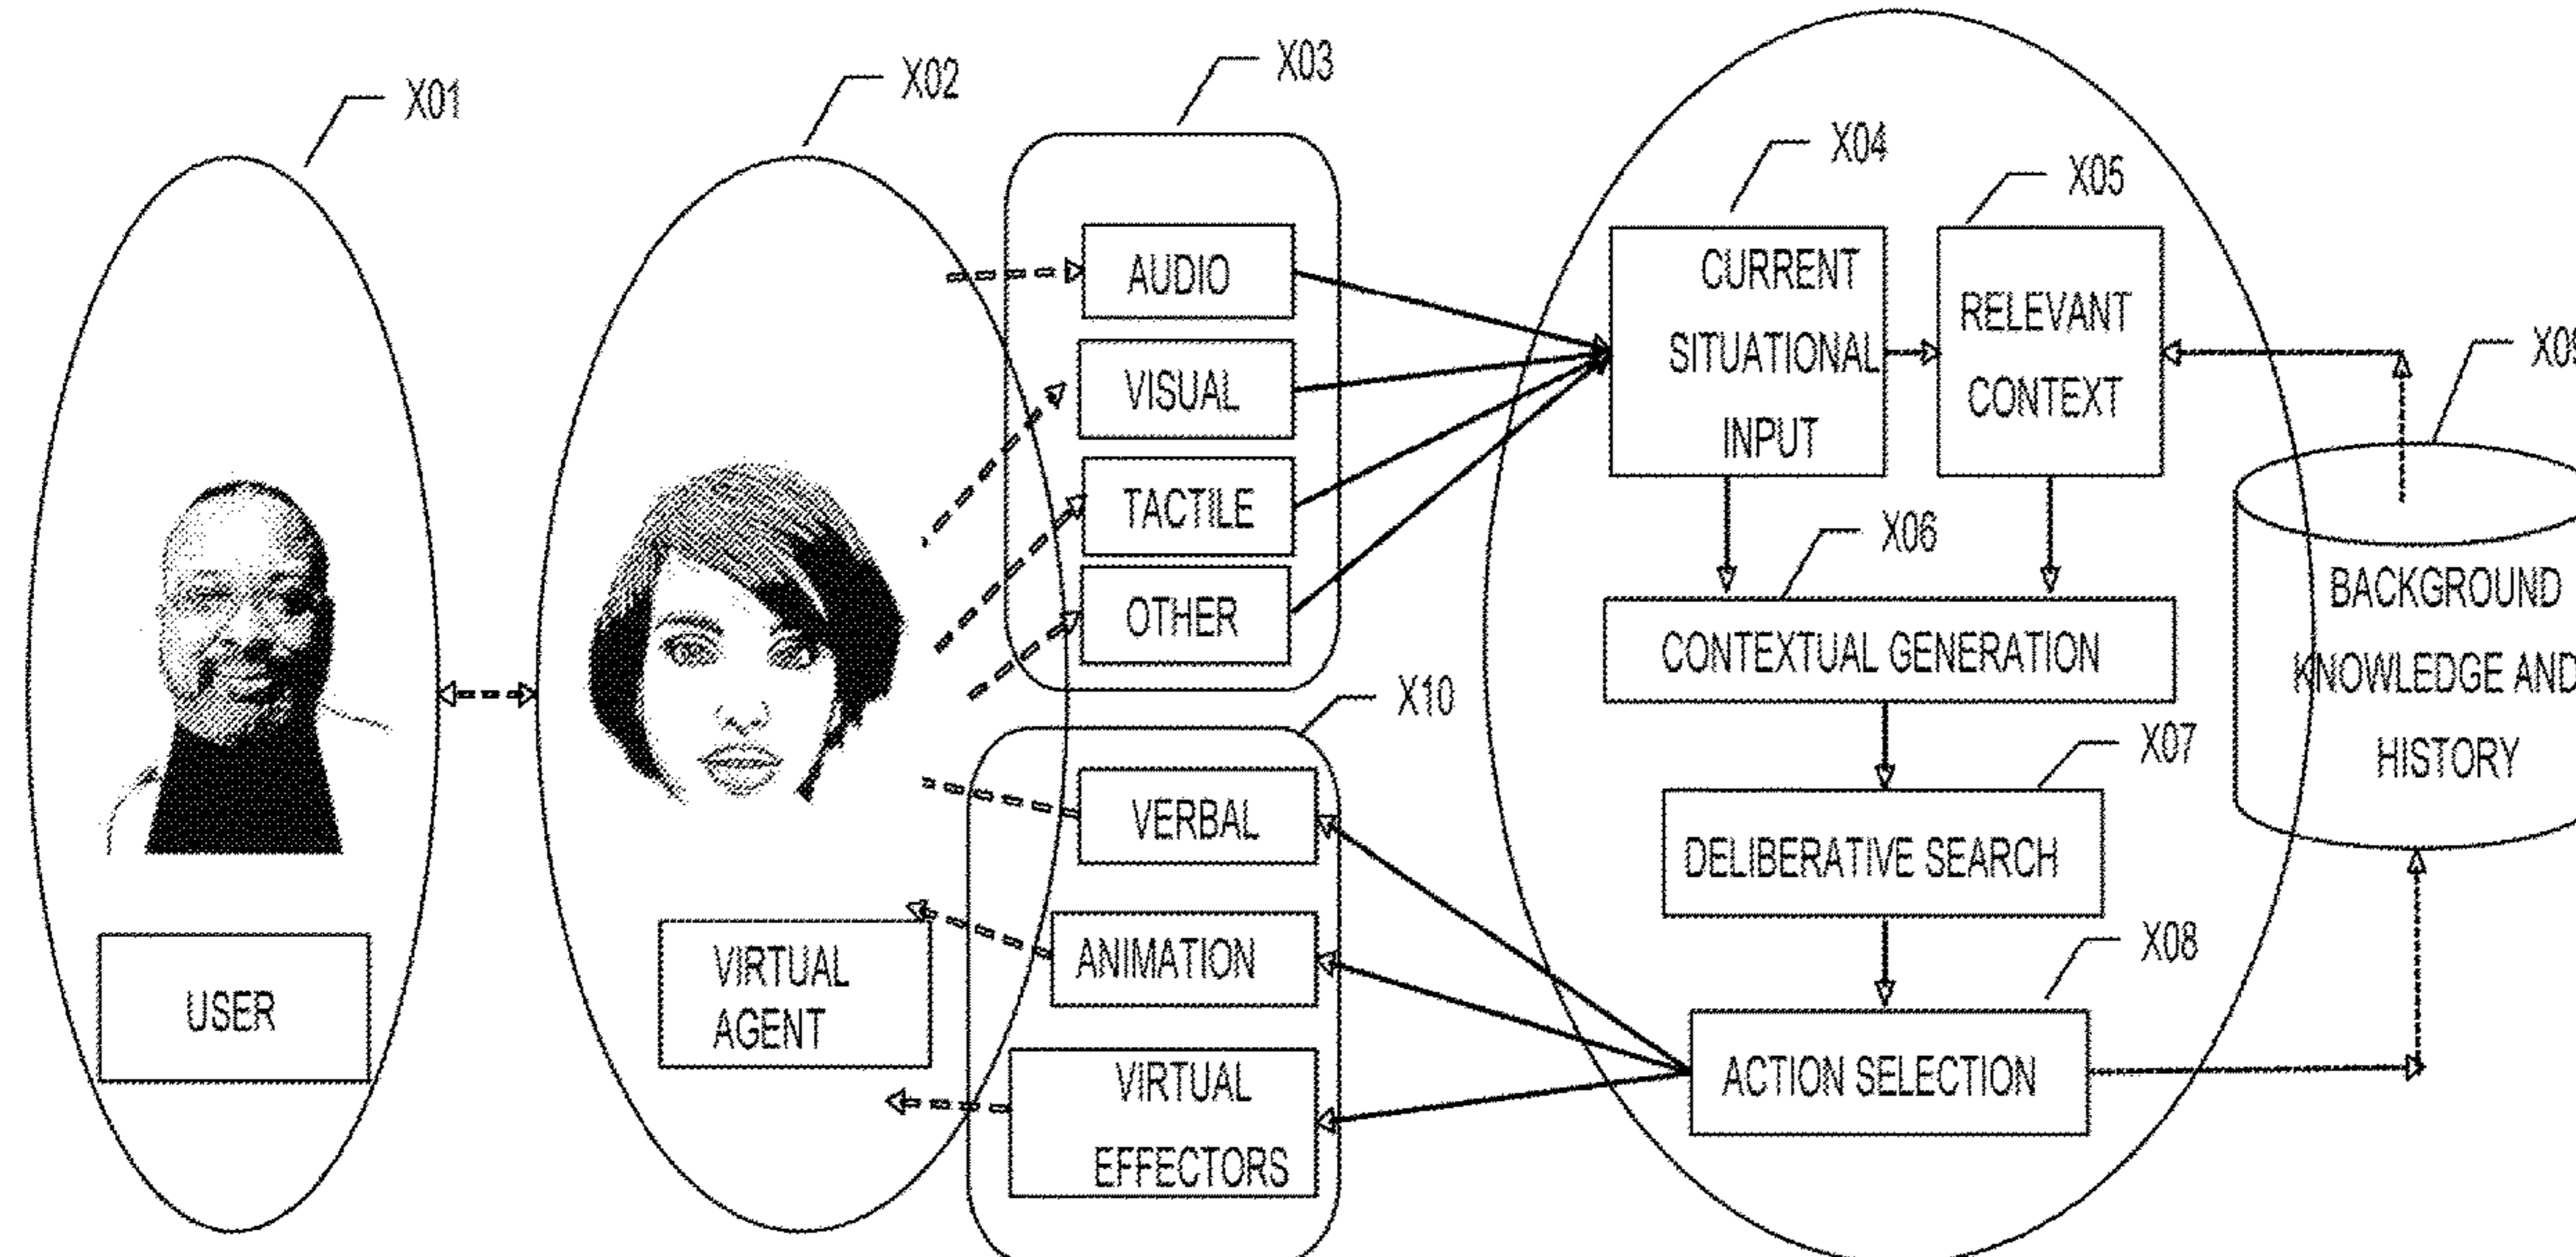 X01
X02
X03
X04
X05
AUDIO
VISUAL
TACTILE
OTHER
CURRENT
SITUATIONAL
INPUT
RELEVANT
CONTEXT
X06
CONTEXTUAL GENERATION
BACKGROUND
KNOWLEDGE AND
HISTORY
X10
X07
VERBAL
ANIMATION
VIRTUAL
EFFECTORS
DELIBERATIVE SEARCH
X08
ACTION SELECTION
USER
VIRTUAL
AGENT